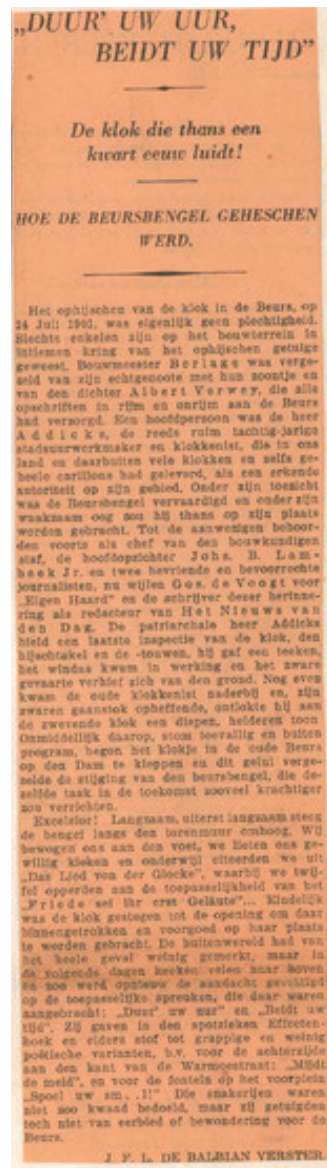 „DUUR' UW UUR,
BEIDT UW TIJD”
De klok die thans een
kwart eeuw luidt!
HOE DE BEURSBENGEL GEHESCHEN
WERD.
Het ophijschen van de klok in de Beurs, op
24 Juli 1902, was eigenlijk geen plechtigheid.
Slechts enkelen zijn op het bouwterrein in
intiemen kring van het ophijschen getuige
geweest. Bouwmeester Berlage was verge-
zeld van zijn echtgenoote met hun zoontje en
van den dichter Albert Verwey, die alle
opschriften in rijm en onrijm aan de Beurs
had verzorgd. Een hoofdpersoon was de heer
Addicks, de reeds ruim tachtig-jarige
stadsuurwerkmaker en klokkenist, die in ons
land en daarbuiten vele klokken en zelfs ge-
heele carillons had geleverd, als een erkende
autoriteit op zijn gebied. Onder zijn toezicht
was de Beursbengel vervaardigd en onder zijn
waakzaam oog zou hij thans op zijn plaats
worden gebracht. Tot de aanwezigen behoor-
den voorts als chef van den bouwkundigen
staf, de hoofdopzichter Johs. B. Lam-
beek Jr. en twee bevriende en bevoorrechte
journalisten, nu wijlen Gos. de Voogt voor
„Eigen Haard” en de schrijver dezer herinne-
ring als redacteur van Het Nieuws van
den Dag. De patriarchale heer Addicks
hield een laatste inspectie van de klok, den
hijschtakel en de -touwen, hij gaf een teeken,
het windas kwam in werking en het zware
gevaarte verhief zich van den grond. Nog even
kwam de oude klokkenist naderbij en, zijn
zwaren gaanstok opheffende, ontlokte hij aan
de zwevende klok een diepen, helderen toon
Onmiddellijk daarop, stom toevallig en buiten
program, begon het klokje in de oude Beurs
op den Dam te kleppen en dit gelui verge-
zelde de stijging van den beursbengel, die de-
zelfde taak in de toekomst zooveel krachtiger
zou verrichten.
Excelsior! Langzaam, uiterst langzaam steeg
de bengel langs den torenmuur omhoog. Wij
bewogen ons aan den voet, we lieten ons ge-
willig kieken en onderwijl citeerden we uit
„Das Lied von der Glocke”, waarbij we twij-
fel opperden aan de toepasselijkheid van het
„Friede sei ihr erst Geläute”... Eindelijk
was de klok gestegen tot de opening om daar
binnengetrokken en voorgoed op haar plaats
te worden gebracht. De buitenwereld had van
het heele geval weinig gemerkt, maar in
de volgende dagen keeken velen naar boven
en zoo werd opnieuw de aandacht gevestigd
op de toepasselijke spreuken, die daar waren
aangebracht: „Duur' uw uur” en „Beidt uw
tijd”. Zij gaven in den spotzieken Effecten-
hoek en elders stof tot grappige en weinig
poëtische varianten, b.v. voor de achterzijde
aan den kant van de Warmoesstraat: „Mijdt
de meid”, en voor de fontein op het voorplein
„Spoel uw sm..l!” Die snakerijen waren
niet zoo kwaad bedoeld, maar zij getuigden
toch niet van eerbied of bewondering voor de
Beurs.
J. F. L. DE BALBIAN VERSTER.